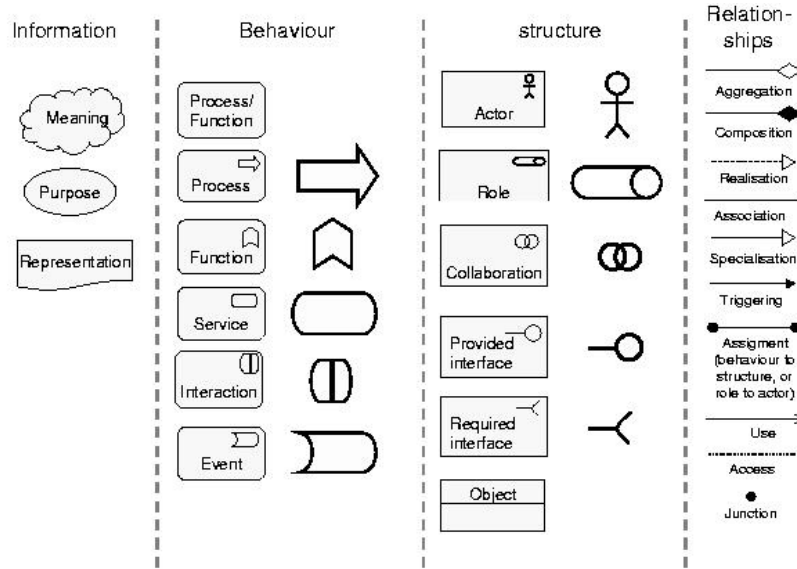 Information
Meaning
Purpose
Representation
Behaviour
Process/
Function
Process
Function
Service
Interaction
Event
structure
Actor
Role
Collaboration
Provided
interface
Required
interface
Object
Relation-
ships
Aggregation
Composition
Realisation
Association
Specialisation
Triggering
Assigment
(behaviour to
structure, or
role to actor)
Use
Access
Junction